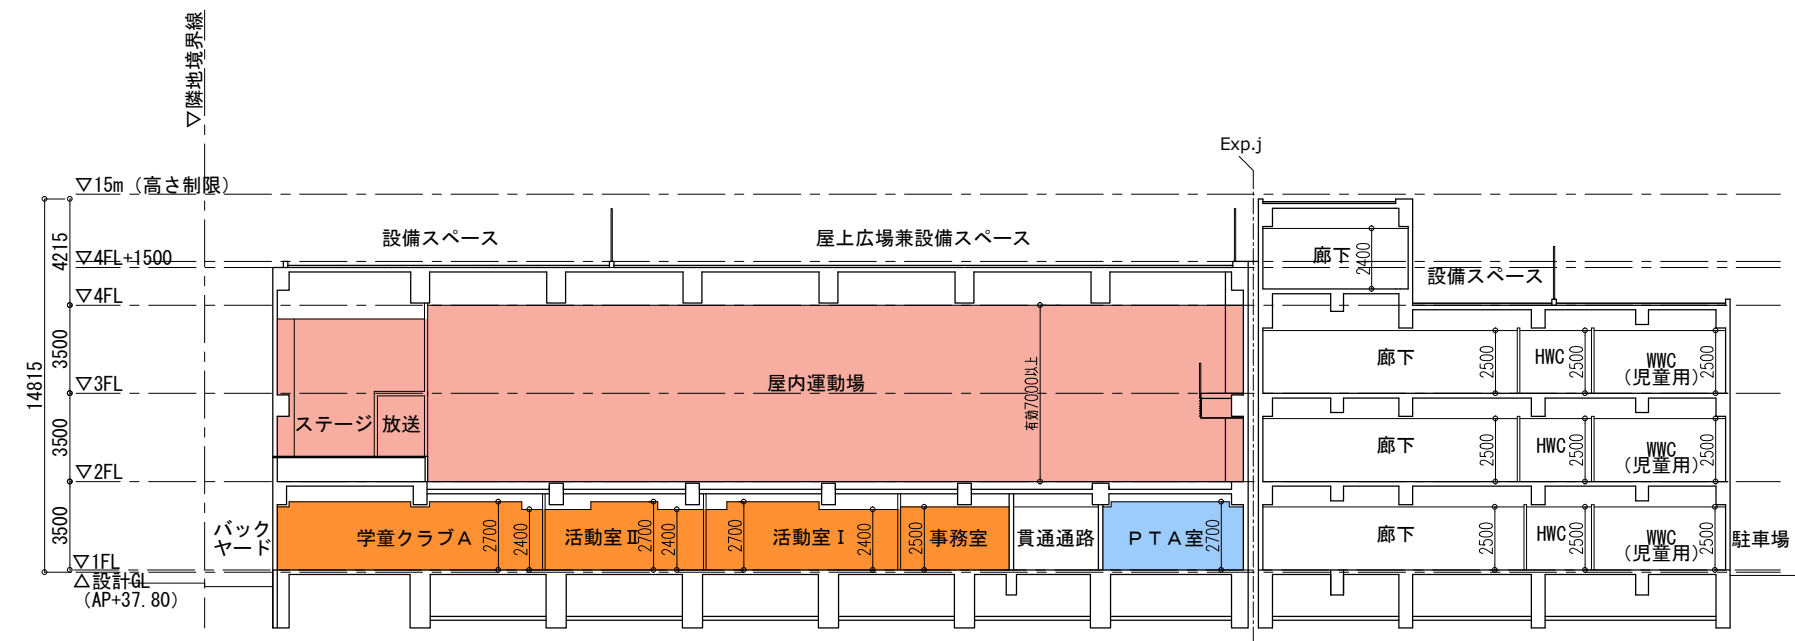 ▽隣地境界線
Exp.j
▽15m（高さ制限）
設備スペース
屋上広場兼設備スペース
廊下
2400
設備スペース
4215
▽4FL+1500
▽4FL
14815
3500
▽3FL
3500
▽2FL
3500
▽1FL
△設計GL
（AP+37.80）
屋内運動場
有効7000以上
ステージ
放送
廊下
2500
HWC
2500
WWC
（児童用）
2500
廊下
2500
HWC
2500
WWC
（児童用）
2500
バック
ヤード
学童クラブA
2700
2400
活動室Ⅱ
2700
2400
2700
活動室Ⅰ
2400
2500
事務室
貫通通路
PTA室
2700
廊下
2500
HWC
2500
WWC
（児童用）
2500
駐車場